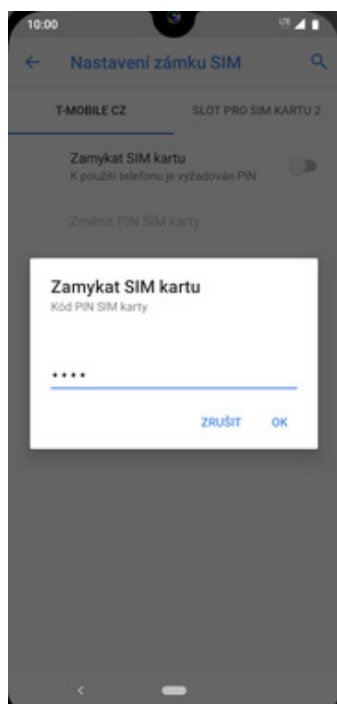 10:00
LTE
Nastavení zámku SIM
T-MOBILE CZ
SLOT PRO SIM KARTU 2
Zamykat SIM kartu
K použití telefonu je vyžadován PIN
Změnit PIN SIM karty
Zamykat SIM kartu
Kód PIN SIM karty
••••
ZRUŠIT OK